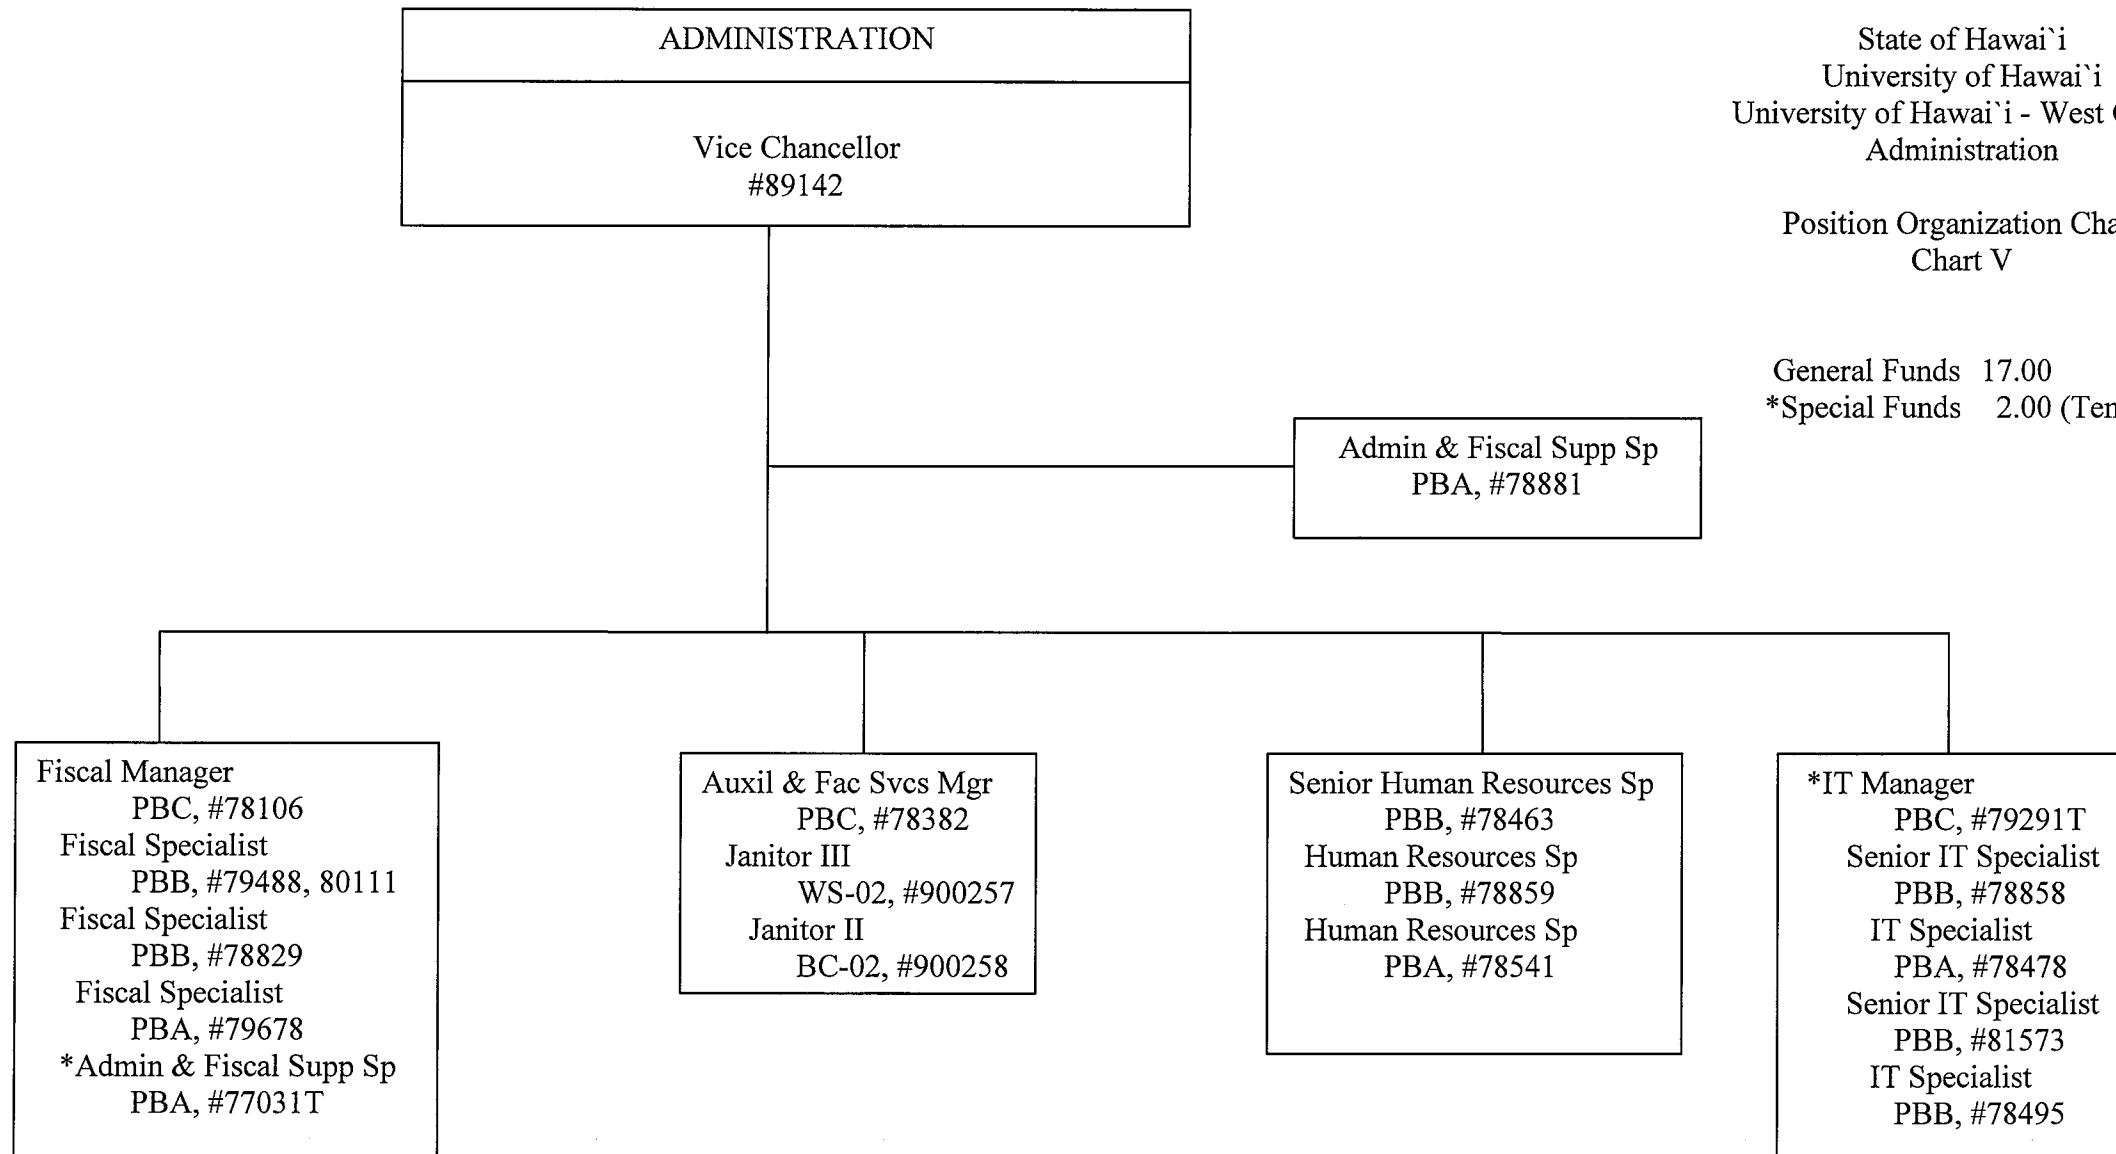 ADMINISTRATION
Vice Chancellor
#89142
State of Hawai`i
University of Hawai`i
University of Hawai`i - West
Administration
Position Organization
Chart V
General Funds 17.00
*Special Funds 2.00
Admin & Fiscal Supp Sp
PBA, #78881
Fiscal Manager
PBC, #78106
Fiscal Specialist
PBB, #79488, 80111
Fiscal Specialist
PBB, #78829
Fiscal Specialist
PBA, #79678
*Admin & Fiscal Supp Sp
PBA, #77031T
Auxil & Fac Svcs Mgr
PBC, #78382
Janitor III
WS-02, #900257
Janitor II
BC-02, #900258
Senior Human Resources Sp
PBB, #78463
Human Resources Sp
PBB, #78859
Human Resources Sp
PBA, #78541
*IT Manager
PBC, #79291T
Senior IT Specialist
PBB, #78858
IT Specialist
PBA, #78478
Senior IT Specialist
PBB, #81573
IT Specialist
PBB, #78495